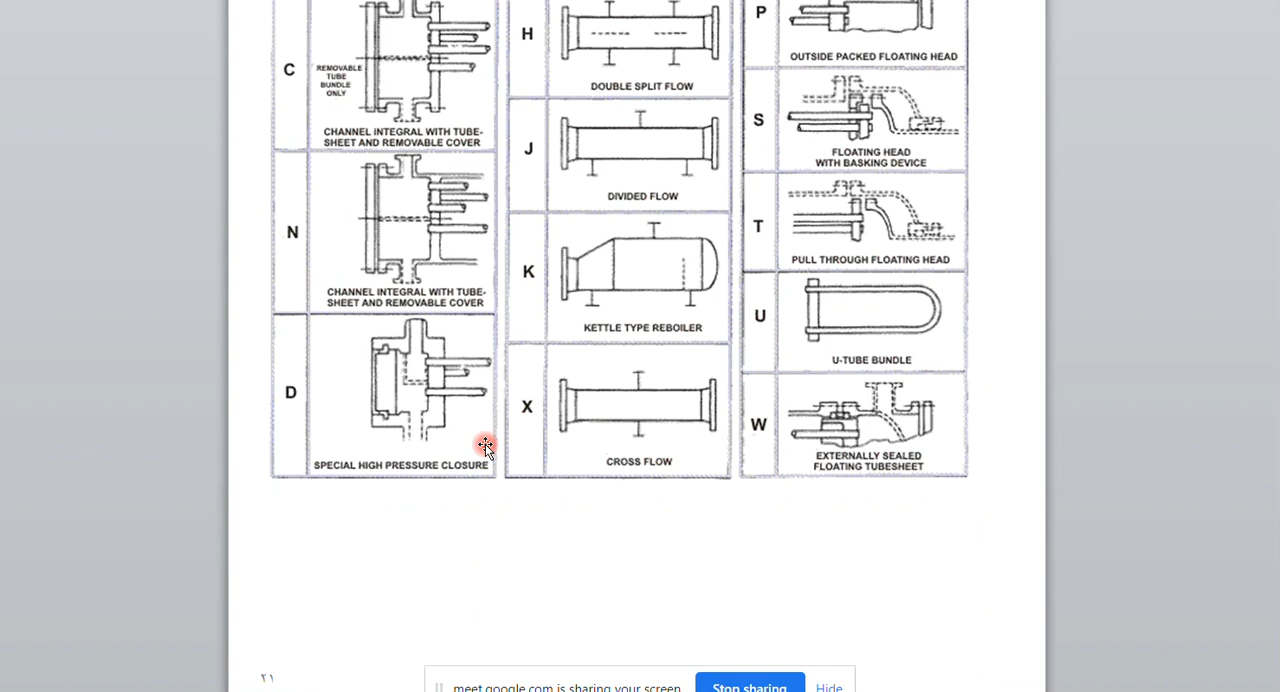 C
REMOVABLE
TUBE
BUNDLE
ONLY
CHANNEL INTEGRAL WITH TUBE-
SHEET AND REMOVABLE COVER
N
CHANNEL INTEGRAL WITH TUBE-
SHEET AND REMOVABLE COVER
D
SPECIAL HIGH PRESSURE CLOSURE
H
DOUBLE SPLIT FLOW
J
DIVIDED FLOW
K
KETTLE TYPE REBOILER
X
CROSS FLOW
P
OUTSIDE PACKED FLOATING HEAD
S
FLOATING HEAD
WITH BASKING DEVICE
T
PULL THROUGH FLOATING HEAD
U
U-TUBE BUNDLE
W
EXTERNALLY SEALED
FLOATING TUBESHEET
٢١
meet.google.com is sharing your screen.
Stop sharing
Hide